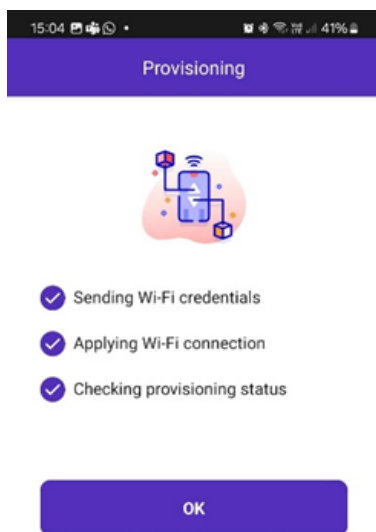 15:04 41%
Provisioning
Sending Wi-Fi credentials
Applying Wi-Fi connection
Checking provisioning status
OK